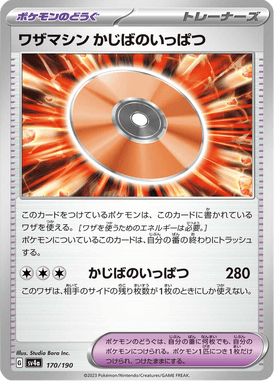 ポケモンのどうぐ
トレーナーズ
ワザマシン かじばのいっぱつ
このカードをつけているポケモンは、このカードに書かれている
ワザを使える。[ワザを使うためのエネルギーは必要。]
ポケモンについているこのカードは、自分の番の終わりにトラッシュ
する。
かじばのいっぱつ 280
このワザは、相手のサイドの残り枚数が1枚のときにしか使えない。
Illus. Studio Bora Inc.
G sv4a 170/190
ポケモンのどうぐは、自分の番に何枚でも、自分の
ポケモンにつけられる。ポケモン1匹につき1枚だけ
つけられ、つけたままにする。
©2023 Pokémon/Nintendo/Creatures/GAME FREAK.